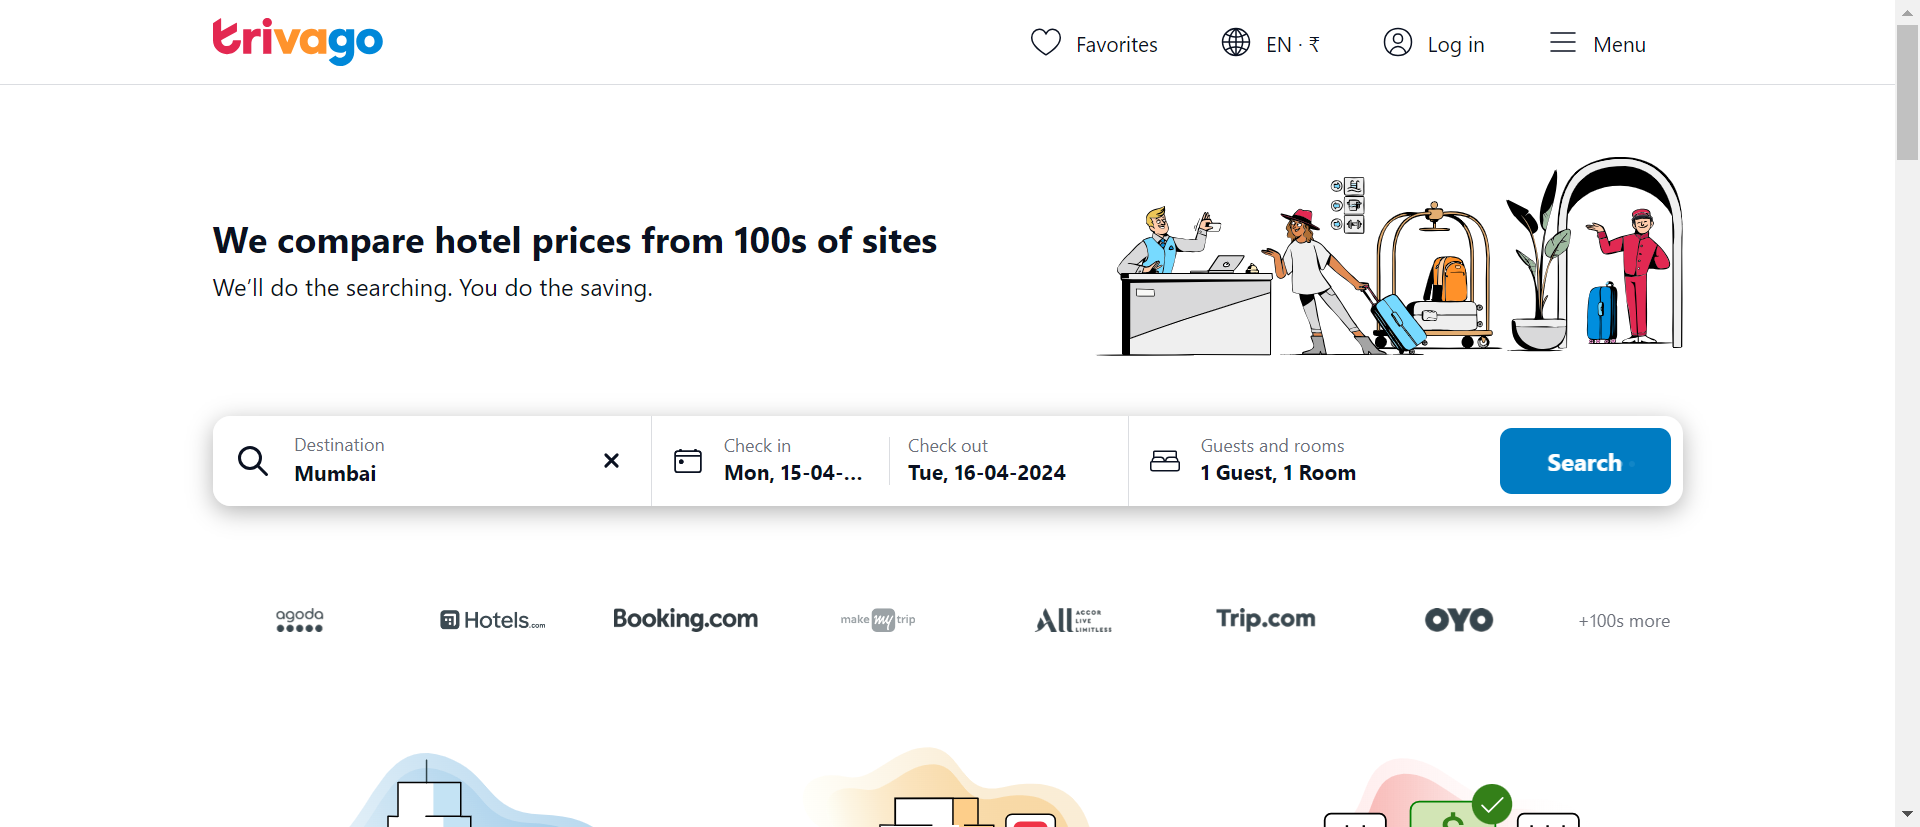 trivago
Favorites
EN · ₹
Log in
Menu
We compare hotel prices from 100s of sites
We'll do the searching. You do the saving.
Destination
Mumbai
Check in
Mon, 15-04-...
Check out
Tue, 16-04-2024
Guests and rooms
1 Guest, 1 Room
Search
agoda
Hotels.com
Booking.com
make my trip
All ACCOR LIVE LIMITLESS
Trip.com
OYO
+100s more
$